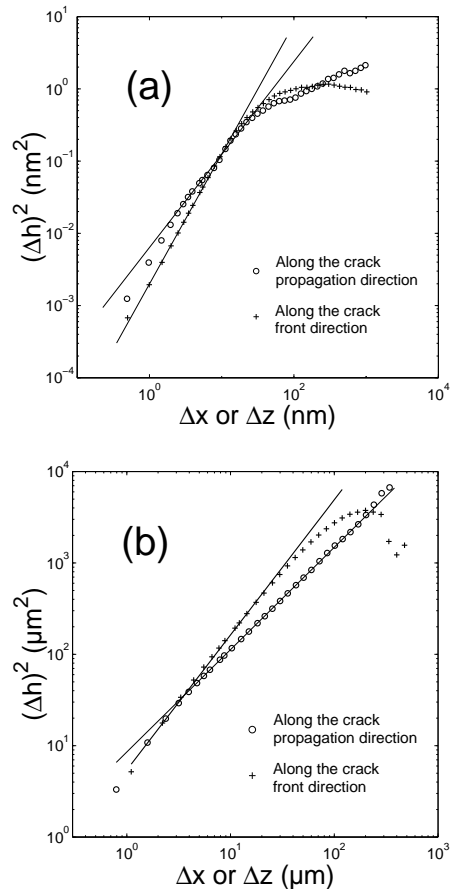 10^1
10^0
10^-1
10^-2
10^-3
10^-4
(Δh)^2 (nm^2)
(a)
Along the crack
propagation direction
Along the crack
front direction
10^0
10^2
10^4
Δx or Δz (nm)
10^4
10^3
10^2
10^1
10^0
(Δh)^2 (µm^2)
(b)
Along the crack
propagation direction
Along the crack
front direction
10^0
10^1
10^2
10^3
Δx or Δz (µm)